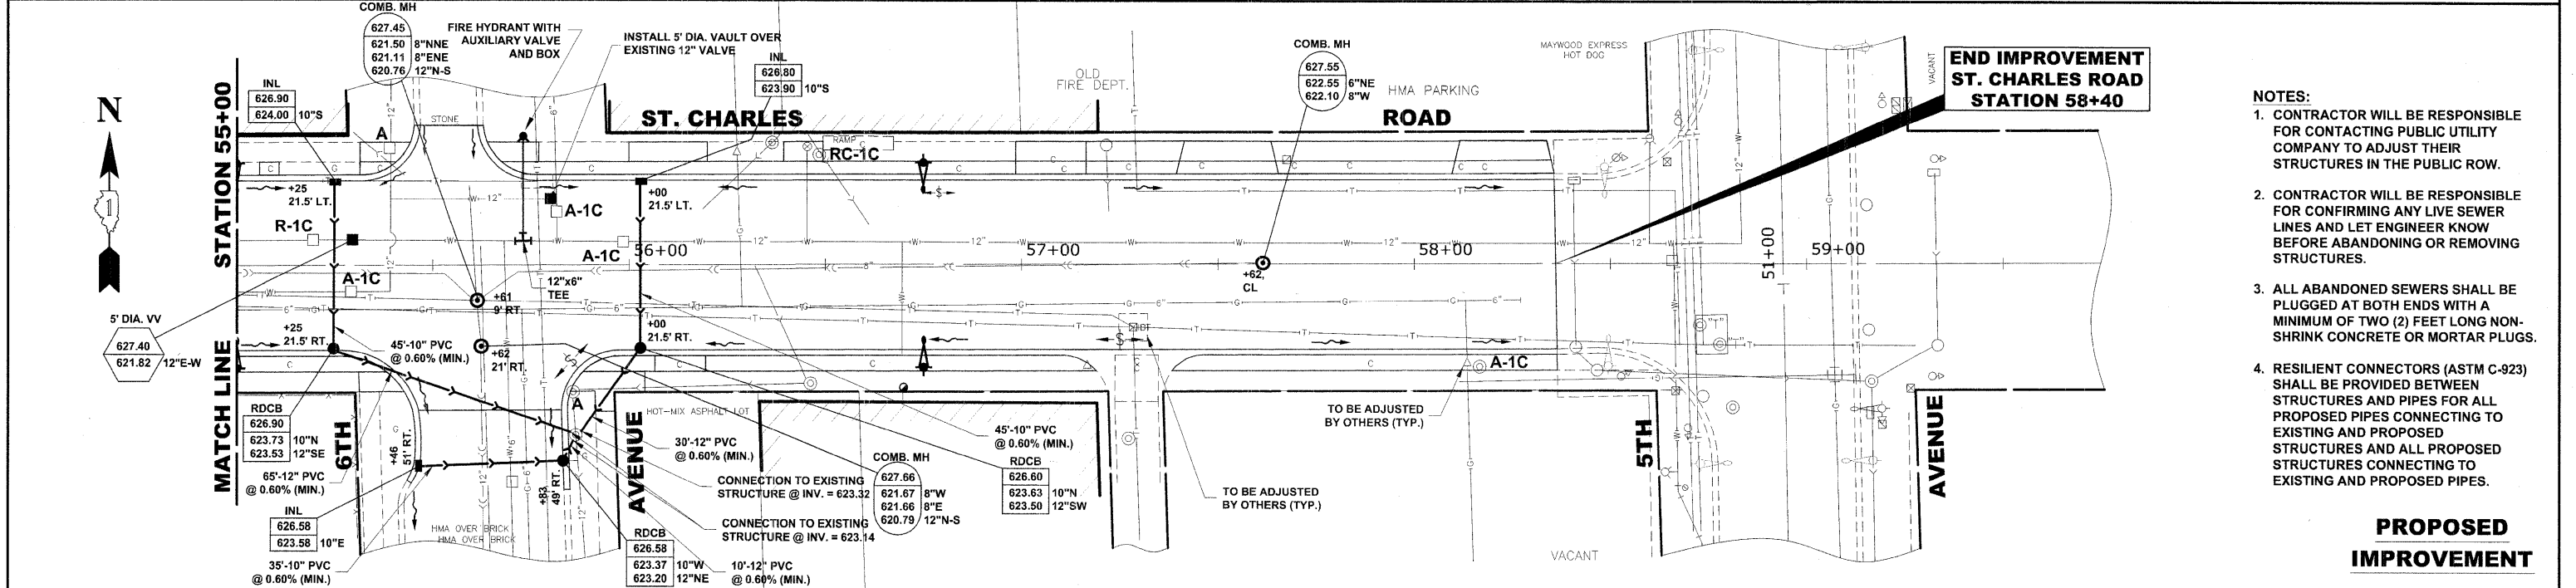 COMB. MH
627.45
621.50 8"NNE
621.11 8"ENE
620.76 12"N-S
FIRE HYDRANT WITH
AUXILIARY VALVE
AND BOX
INSTALL 5' DIA. VAULT OVER
EXISTING 12" VALVE
INL
626.80
623.90 10"S
INL
626.90
624.00 10"S
N
STATION 55+00
MATCH LINE
A
STONE
ST. CHARLES
ROAD
OLD
FIRE DEPT.
COMB. MH
627.55
622.55 6"NE
622.10 8"W
HMA PARKING
MAYWOOD EXPRESS
HOT DOG
VACANT
END IMPROVEMENT
ST. CHARLES ROAD
STATION 58+40
RAMP
RC-1C
+25
21.5' LT.
+00
21.5' LT.
R-1C
A-1C
A-1C
A-1C
12"x6"
TEE
56+00
57+00
58+00
59+00
51+00
+62,
CL
+61
9' RT.
+62
21' RT.
+25
21.5' RT.
+00
21.5' RT.
5' DIA. VV
627.40
621.82 12"E-W
45'-10" PVC
@ 0.60% (MIN.)
A-1C
A
HOT-MIX ASPHALT LOT
RDCB
626.90
623.73 10"N
623.53 12"SE
6TH
AVENUE
+46
51' RT.
+83
49' RT.
65'-12" PVC
@ 0.60% (MIN.)
INL
626.58
623.58 10"E
35'-10" PVC
@ 0.60% (MIN.)
HMA OVER BRICK
HMA OVER BRICK
30'-12" PVC
@ 0.60% (MIN.)
CONNECTION TO EXISTING
STRUCTURE @ INV. = 623.32
CONNECTION TO EXISTING
STRUCTURE @ INV. = 623.14
RDCB
626.58
623.37 10"W
623.20 12"NE
10'-12" PVC
@ 0.60% (MIN.)
COMB. MH
627.66
621.67 8"W
621.66 8"E
620.79 12"N-S
45'-10" PVC
@ 0.60% (MIN.)
RDCB
626.60
623.63 10"N
623.50 12"SW
TO BE ADJUSTED
BY OTHERS (TYP.)
TO BE ADJUSTED
BY OTHERS (TYP.)
5TH
AVENUE
VACANT
NOTES:
1. CONTRACTOR WILL BE RESPONSIBLE
FOR CONTACTING PUBLIC UTILITY
COMPANY TO ADJUST THEIR
STRUCTURES IN THE PUBLIC ROW.
2. CONTRACTOR WILL BE RESPONSIBLE
FOR CONFIRMING ANY LIVE SEWER
LINES AND LET ENGINEER KNOW
BEFORE ABANDONING OR REMOVING
STRUCTURES.
3. ALL ABANDONED SEWERS SHALL BE
PLUGGED AT BOTH ENDS WITH A
MINIMUM OF TWO (2) FEET LONG NON-
SHRINK CONCRETE OR MORTAR PLUGS.
4. RESILIENT CONNECTORS (ASTM C-923)
SHALL BE PROVIDED BETWEEN
STRUCTURES AND PIPES FOR ALL
PROPOSED PIPES CONNECTING TO
EXISTING AND PROPOSED
STRUCTURES AND ALL PROPOSED
STRUCTURES CONNECTING TO
EXISTING AND PROPOSED PIPES.
PROPOSED
IMPROVEMENT